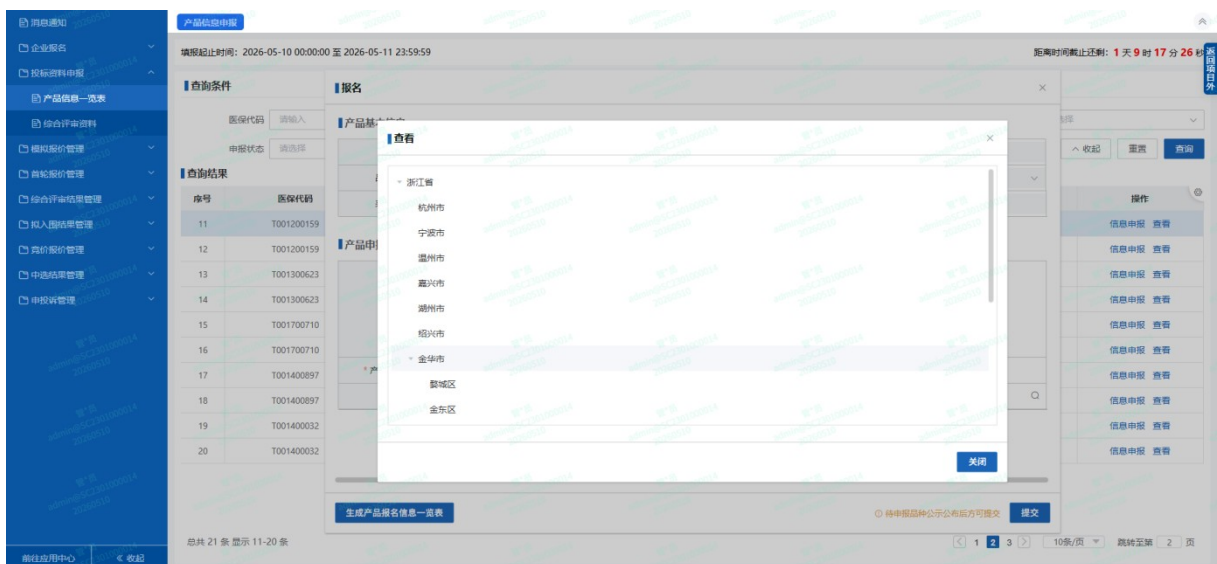 消息通知
企业报名
投标资料申报
产品信息一览表
综合评审资料
模拟报价管理
首轮报价管理
综合评审结果管理
拟入围结果管理
竞价报价管理
中选结果管理
申投诉管理
前往应用中心
« 收起
产品信息申报
填报起止时间：2026-05-10 00:00:00 至 2026-05-11 23:59:59
距离时间截止还剩：1 天 9 时 17 分 26 秒
返回项目外
查询条件
医保代码 请输入
申报状态 请选择
收起 重置 查询
查询结果
序号 医保代码 操作
11 T001200159 信息申报 查看
12 T001200159 信息申报 查看
13 T001300623 信息申报 查看
14 T001300623 信息申报 查看
15 T001700710 信息申报 查看
16 T001700710 信息申报 查看
17 T001400897 信息申报 查看
18 T001400897 信息申报 查看
19 T001400032 信息申报 查看
20 T001400032 信息申报 查看
总共 21 条 显示 11-20 条
1 2 3 10条/页 跳转至第 2 页
报名
产品基
产品申
* 产
生成产品报名信息一览表
待申报品种公示公布后方可提交
提交
查看
浙江省
杭州市
宁波市
温州市
嘉兴市
湖州市
绍兴市
金华市
婺城区
金东区
关闭